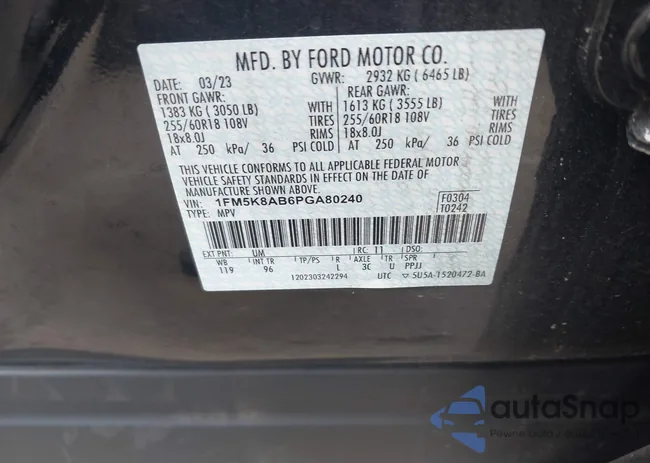 MFD. BY FORD MOTOR CO.
DATE: 03/23 GVWR: 2932 KG ( 6465 LB)
FRONT GAWR: REAR GAWR:
1383 KG ( 3050 LB) WITH 1613 KG ( 3555 LB) WITH
255/60R18 108V TIRES 255/60R18 108V TIRES
18x8.0J RIMS 18x8.0J RIMS
AT 250 kPa/ 36 PSI COLD AT 250 kPa/ 36 PSI COLD
THIS VEHICLE CONFORMS TO ALL APPLICABLE FEDERAL MOTOR
VEHICLE SAFETY STANDARDS IN EFFECT ON THE DATE OF
MANUFACTURE SHOWN ABOVE.
VIN: 1FM5K8AB6PGA80240 F0304
TYPE: MPV T0242
EXT PNT: UM RC: 11 DSO:
WB INT TR TP/PS R AXLE TR SPR
119 96 L 3C U PPJJ
1202303242294 UTC ▽ 5U5A-1520472-BA
autoSnap